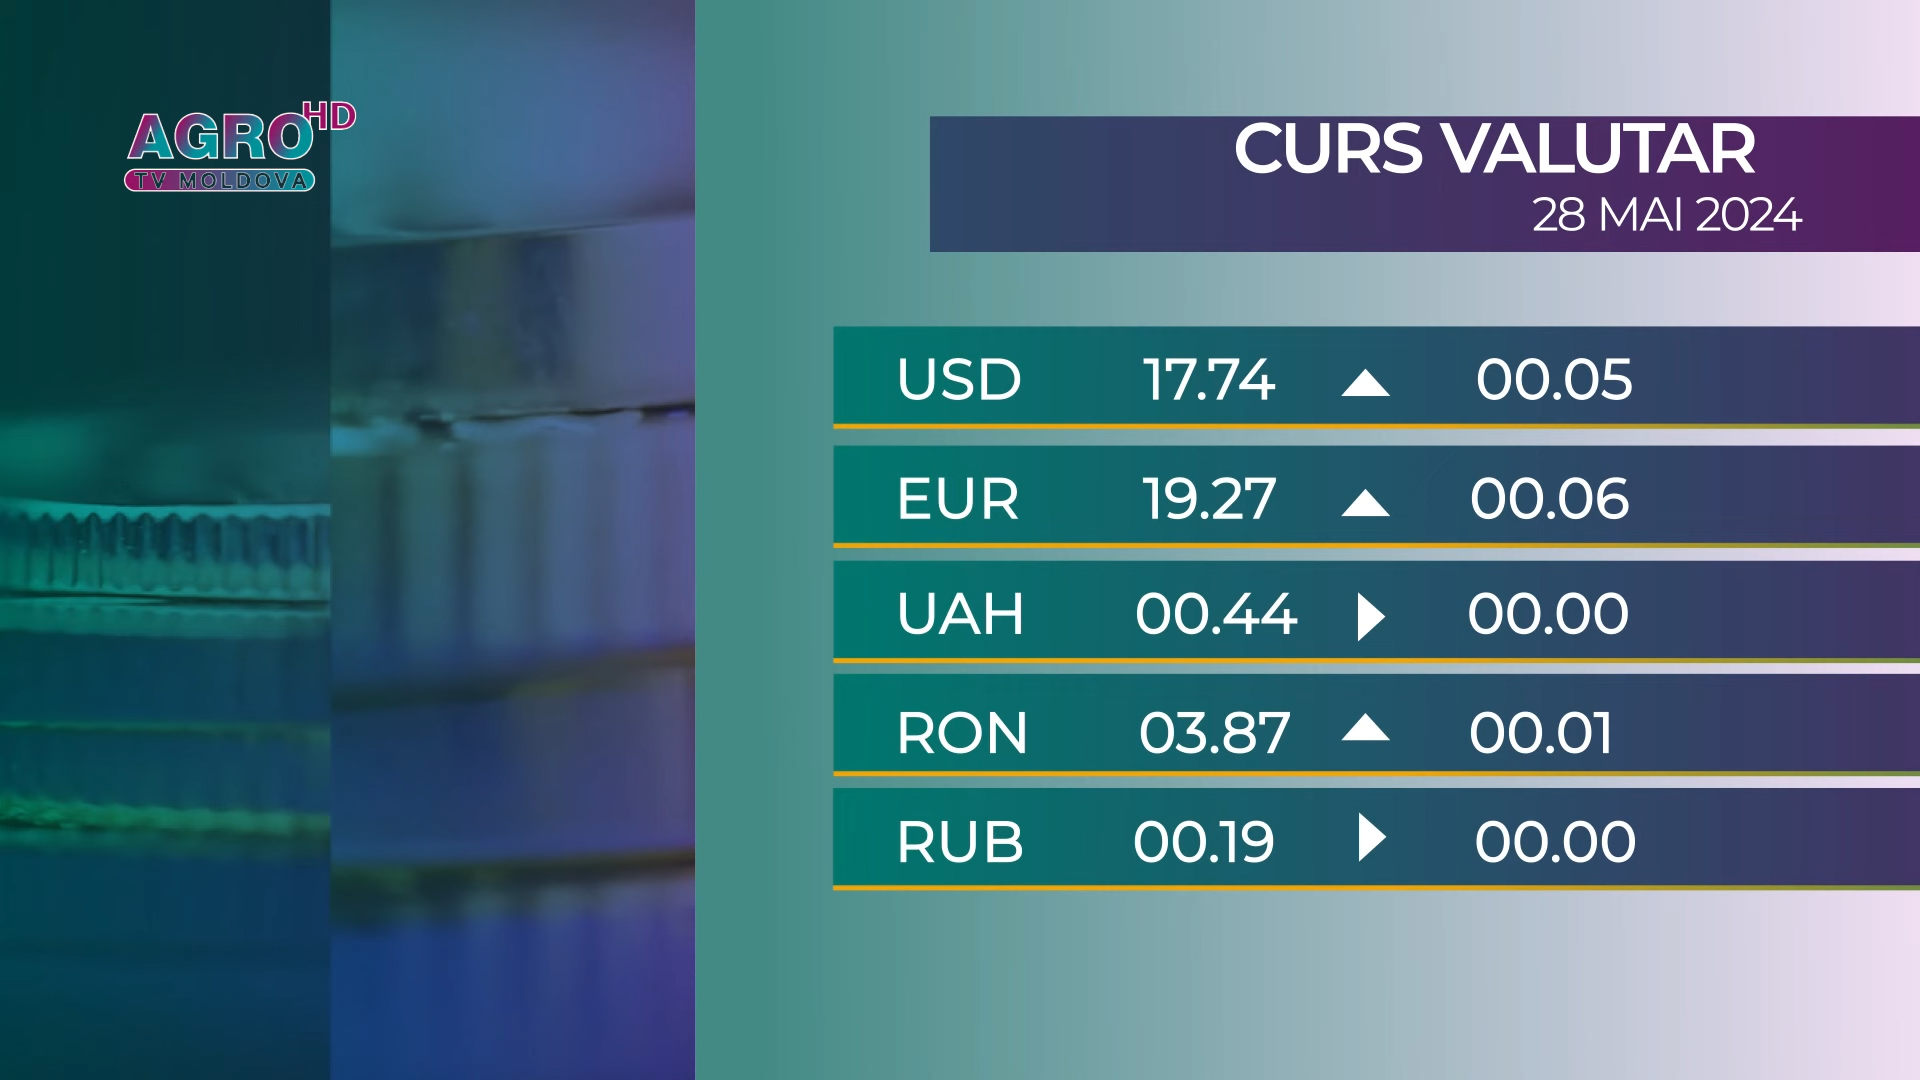 AGRO HD
TV MOLDOVA
CURS VALUTAR
28 MAI 2024
USD 17.74 00.05
EUR 19.27 00.06
UAH 00.44 00.00
RON 03.87 00.01
RUB 00.19 00.00